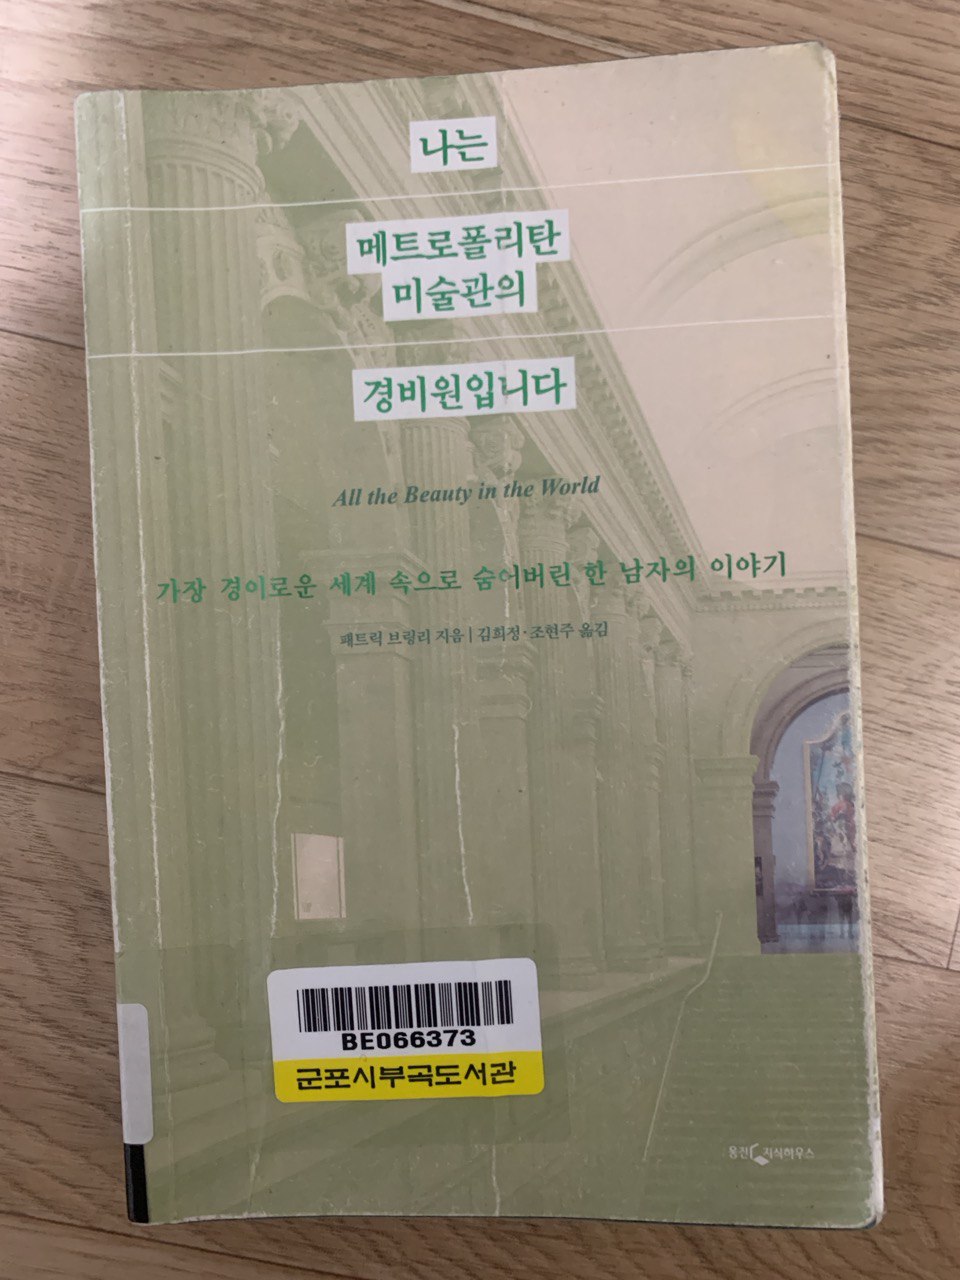 나는
메트로폴리탄
미술관의
경비원입니다
All the Beauty in the World
가장 경이로운 세계 속으로 숨어버린 한 남자의 이야기
패트릭 브링리 지음 | 김희정·조현주 옮김
BE066373
군포시부곡도서관
웅진 지식하우스